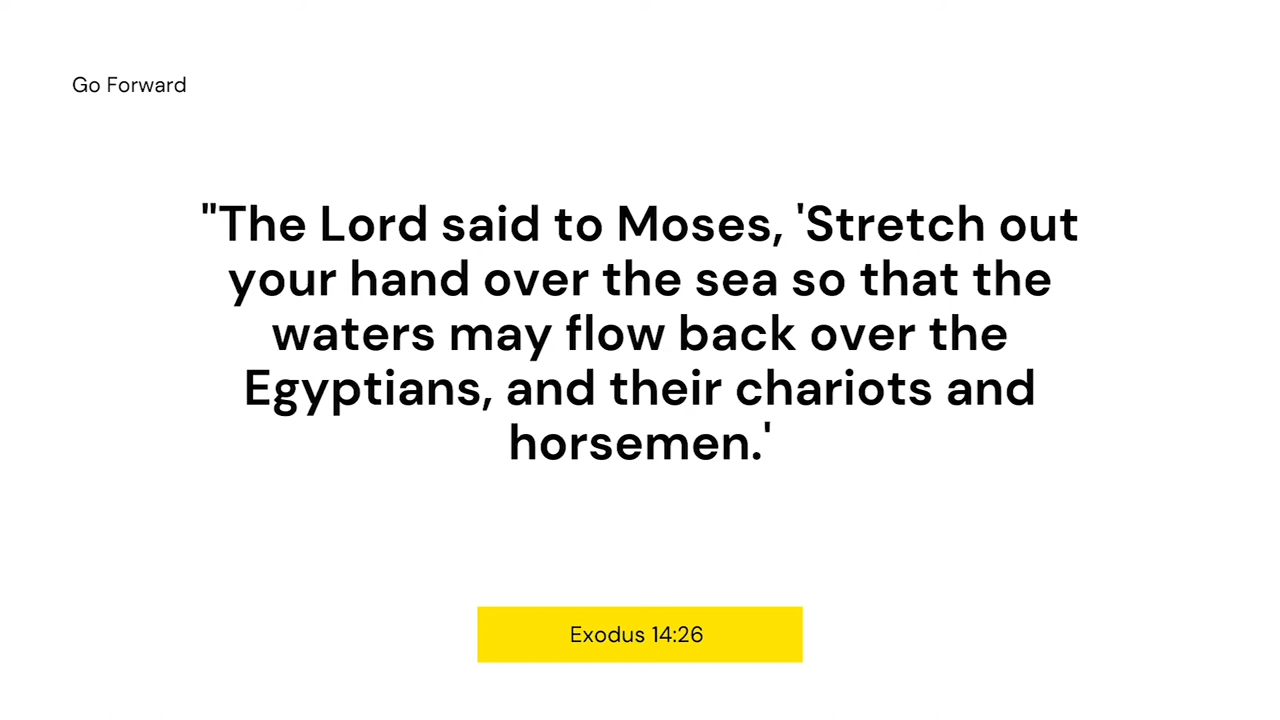 Go Forward
"The Lord said to Moses, 'Stretch out
your hand over the sea so that the
waters may flow back over the
Egyptians, and their chariots and
horsemen.'
Exodus 14:26